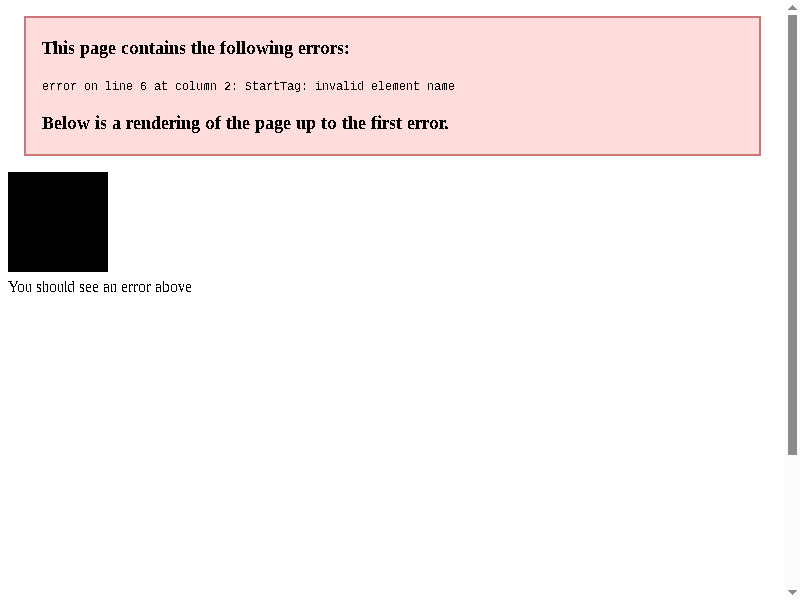 This page contains the following errors:
error on line 6 at column 2: StartTag: invalid element name
Below is a rendering of the page up to the first error.
You should see an error above